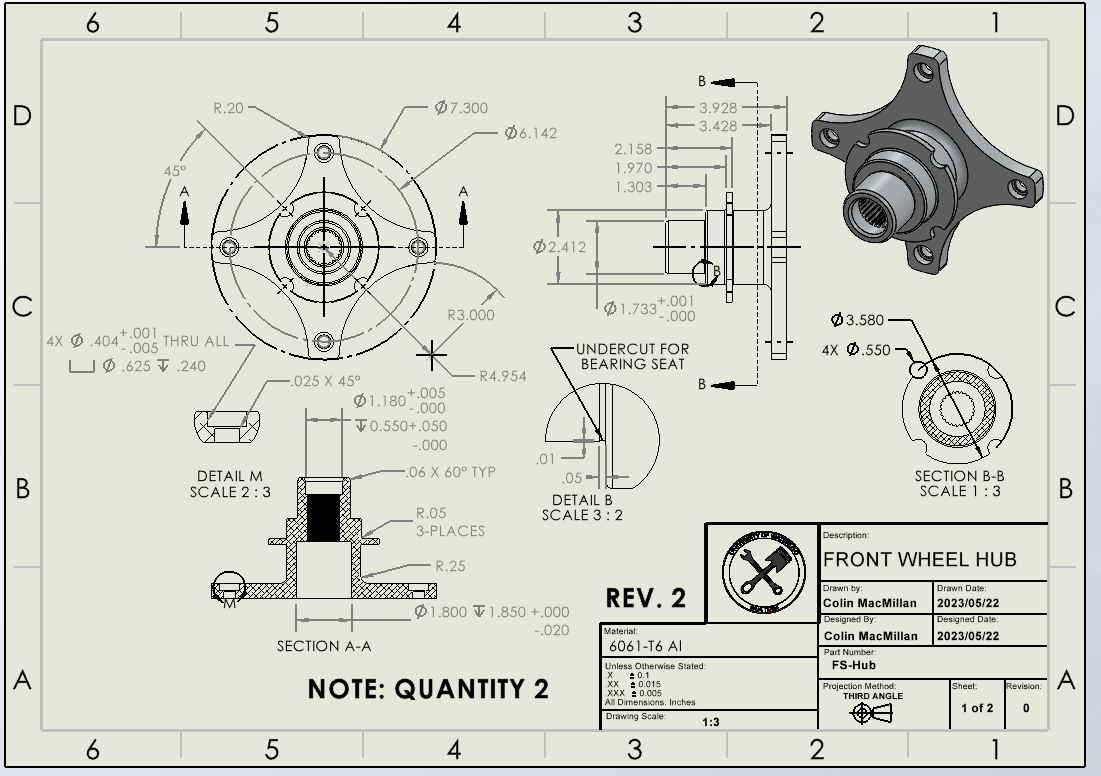 6 5 4 3 2 1
D
C
B
A
D
C
B
A
R.20
Ø7.300
Ø6.142
45°
A A
R3.000
R4.954
4X Ø .404 +.001 -.005 THRU ALL
⌴ Ø .625 ↧ .240
B
3.928
3.428
2.158
1.970
1.303
Ø2.412
B
Ø1.733 +.001 -.000
B
UNDERCUT FOR
BEARING SEAT
.01
.05
DETAIL B
SCALE 3 : 2
Ø3.580
4X Ø.550
SECTION B-B
SCALE 1 : 3
.025 X 45°
DETAIL M
SCALE 2 : 3
Ø1.180 +.005 -.000
↧0.550 +.050 -.000
.06 X 60° TYP
R.05
3-PLACES
R.25
M
Ø1.800 ↧1.850 +.000 -.020
SECTION A-A
NOTE: QUANTITY 2
REV. 2
Description:
FRONT WHEEL HUB
Drawn by: Drawn Date:
Colin MacMillan 2023/05/22
Designed By: Designed Date:
Colin MacMillan 2023/05/22
Part Number:
FS-Hub
Material:
6061-T6 Al
Unless Otherwise Stated:
.X ± 0.1
.XX ± 0.015
.XXX ± 0.005
All Dimensions: Inches
Drawing Scale:
1:3
Projection Method:
THIRD ANGLE
Sheet:
1 of 2
Revision:
0
6 5 4 3 2 1